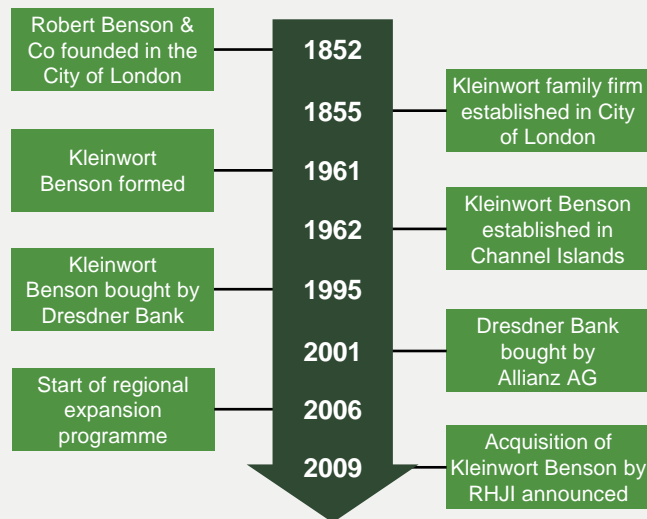 Robert Benson &
Co founded in the
City of London
1852
1855
Kleinwort family firm
established in City
of London
Kleinwort
Benson formed
1961
1962
Kleinwort Benson
established in
Channel Islands
Kleinwort
Benson bought by
Dresdner Bank
1995
2001
Dresdner Bank
bought by
Allianz AG
Start of regional
expansion
programme
2006
2009
Acquisition of
Kleinwort Benson by
RHJI announced